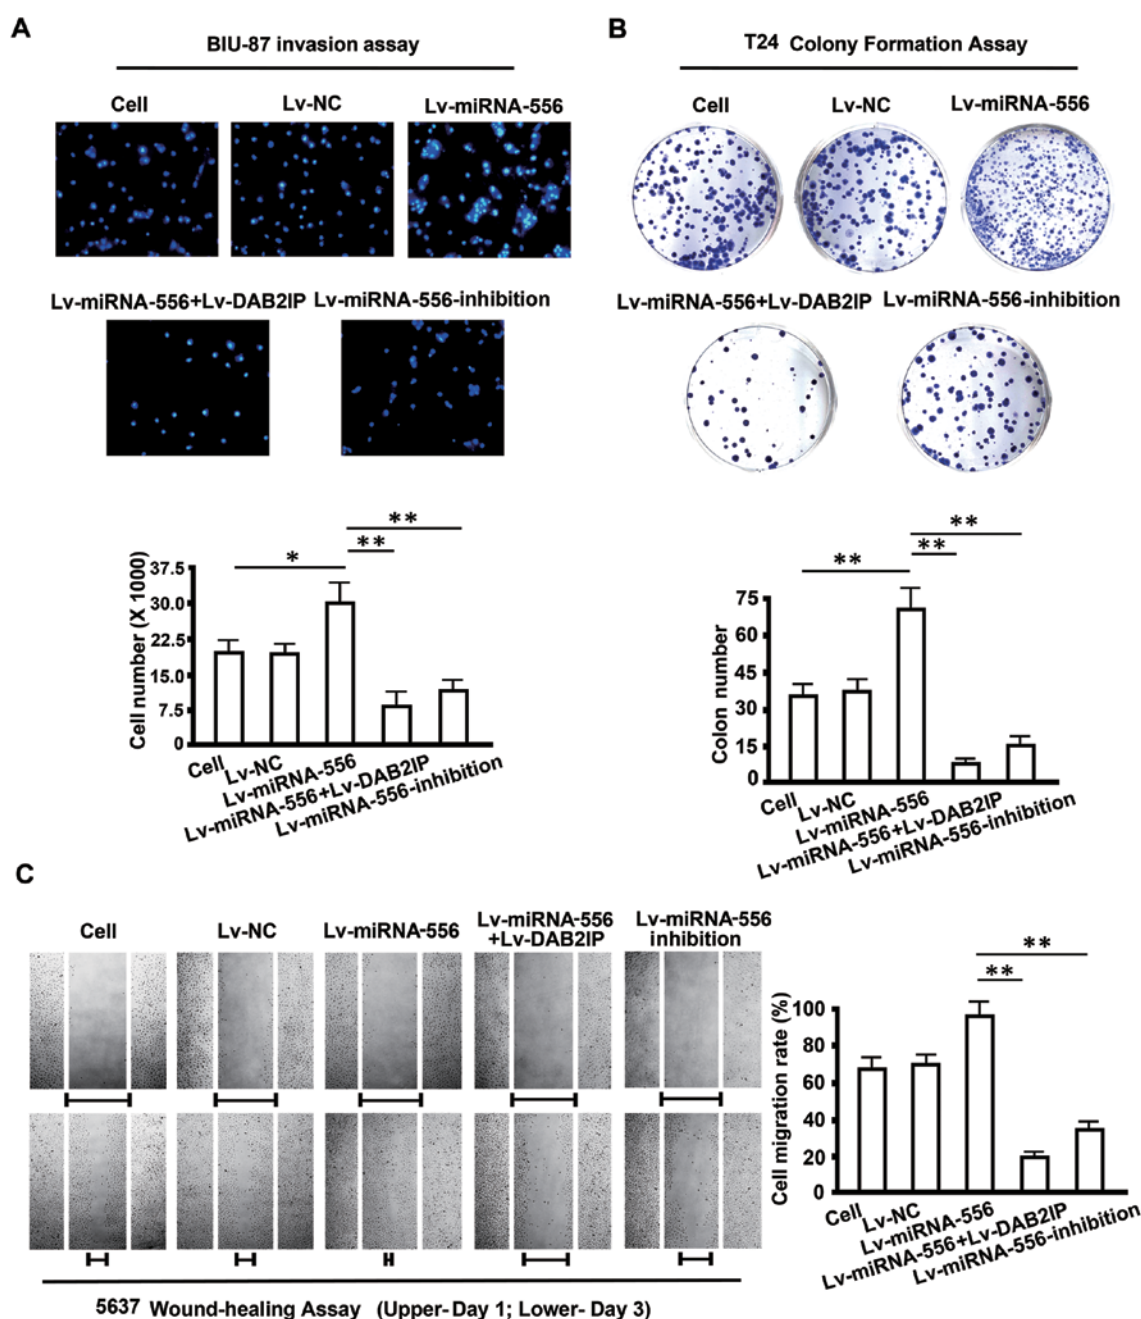 A
BIU-87 invasion assay
Cell
Lv-NC
Lv-miRNA-556
Lv-miRNA-556+Lv-DAB2IP
Lv-miRNA-556-inhibition
Cell number (X 1000)
37.5
30.0
22.5
15.0
7.5
0
*
**
**
Cell
Lv-NC
Lv-miRNA-556
Lv-miRNA-556+Lv-DAB2IP
Lv-miRNA-556-inhibition
B
T24 Colony Formation Assay
Cell
Lv-NC
Lv-miRNA-556
Lv-miRNA-556+Lv-DAB2IP
Lv-miRNA-556-inhibition
Colon number
75
60
45
30
15
0
**
**
**
Cell
Lv-NC
Lv-miRNA-556
Lv-miRNA-556+Lv-DAB2IP
Lv-miRNA-556-inhibition
C
Cell
Lv-NC
Lv-miRNA-556
Lv-miRNA-556
+Lv-DAB2IP
Lv-miRNA-556
inhibition
5637 Wound-healing Assay (Upper- Day 1; Lower- Day 3)
Cell migration rate (%)
100
80
60
40
20
0
**
**
Cell
Lv-NC
Lv-miRNA-556
Lv-miRNA-556+Lv-DAB2IP
Lv-miRNA-556-inhibition